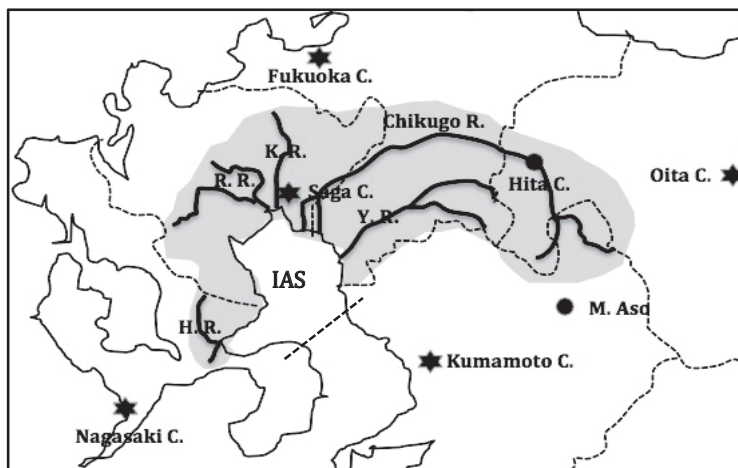 Fukuoka C.
Chikugo R.
K. R.
R. R.
Saga C.
Hita C.
Oita C.
Y. R.
IAS
M. Aso
H. R.
Kumamoto C.
Nagasaki C.